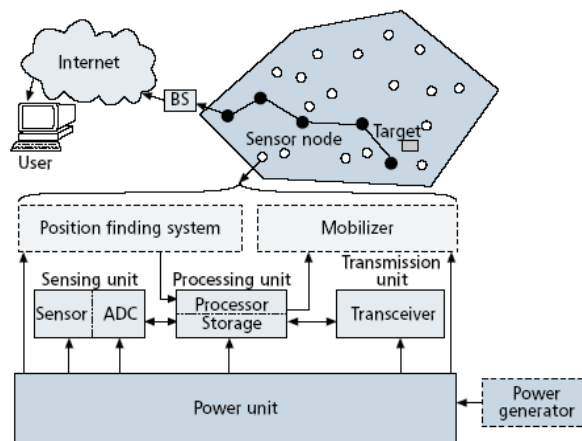 Internet
BS
User
Sensor node
Target
Position finding system
Mobilizer
Sensing unit
Processing unit
Transmission
unit
Sensor
ADC
Processor
Storage
Transceiver
Power unit
Power
generator